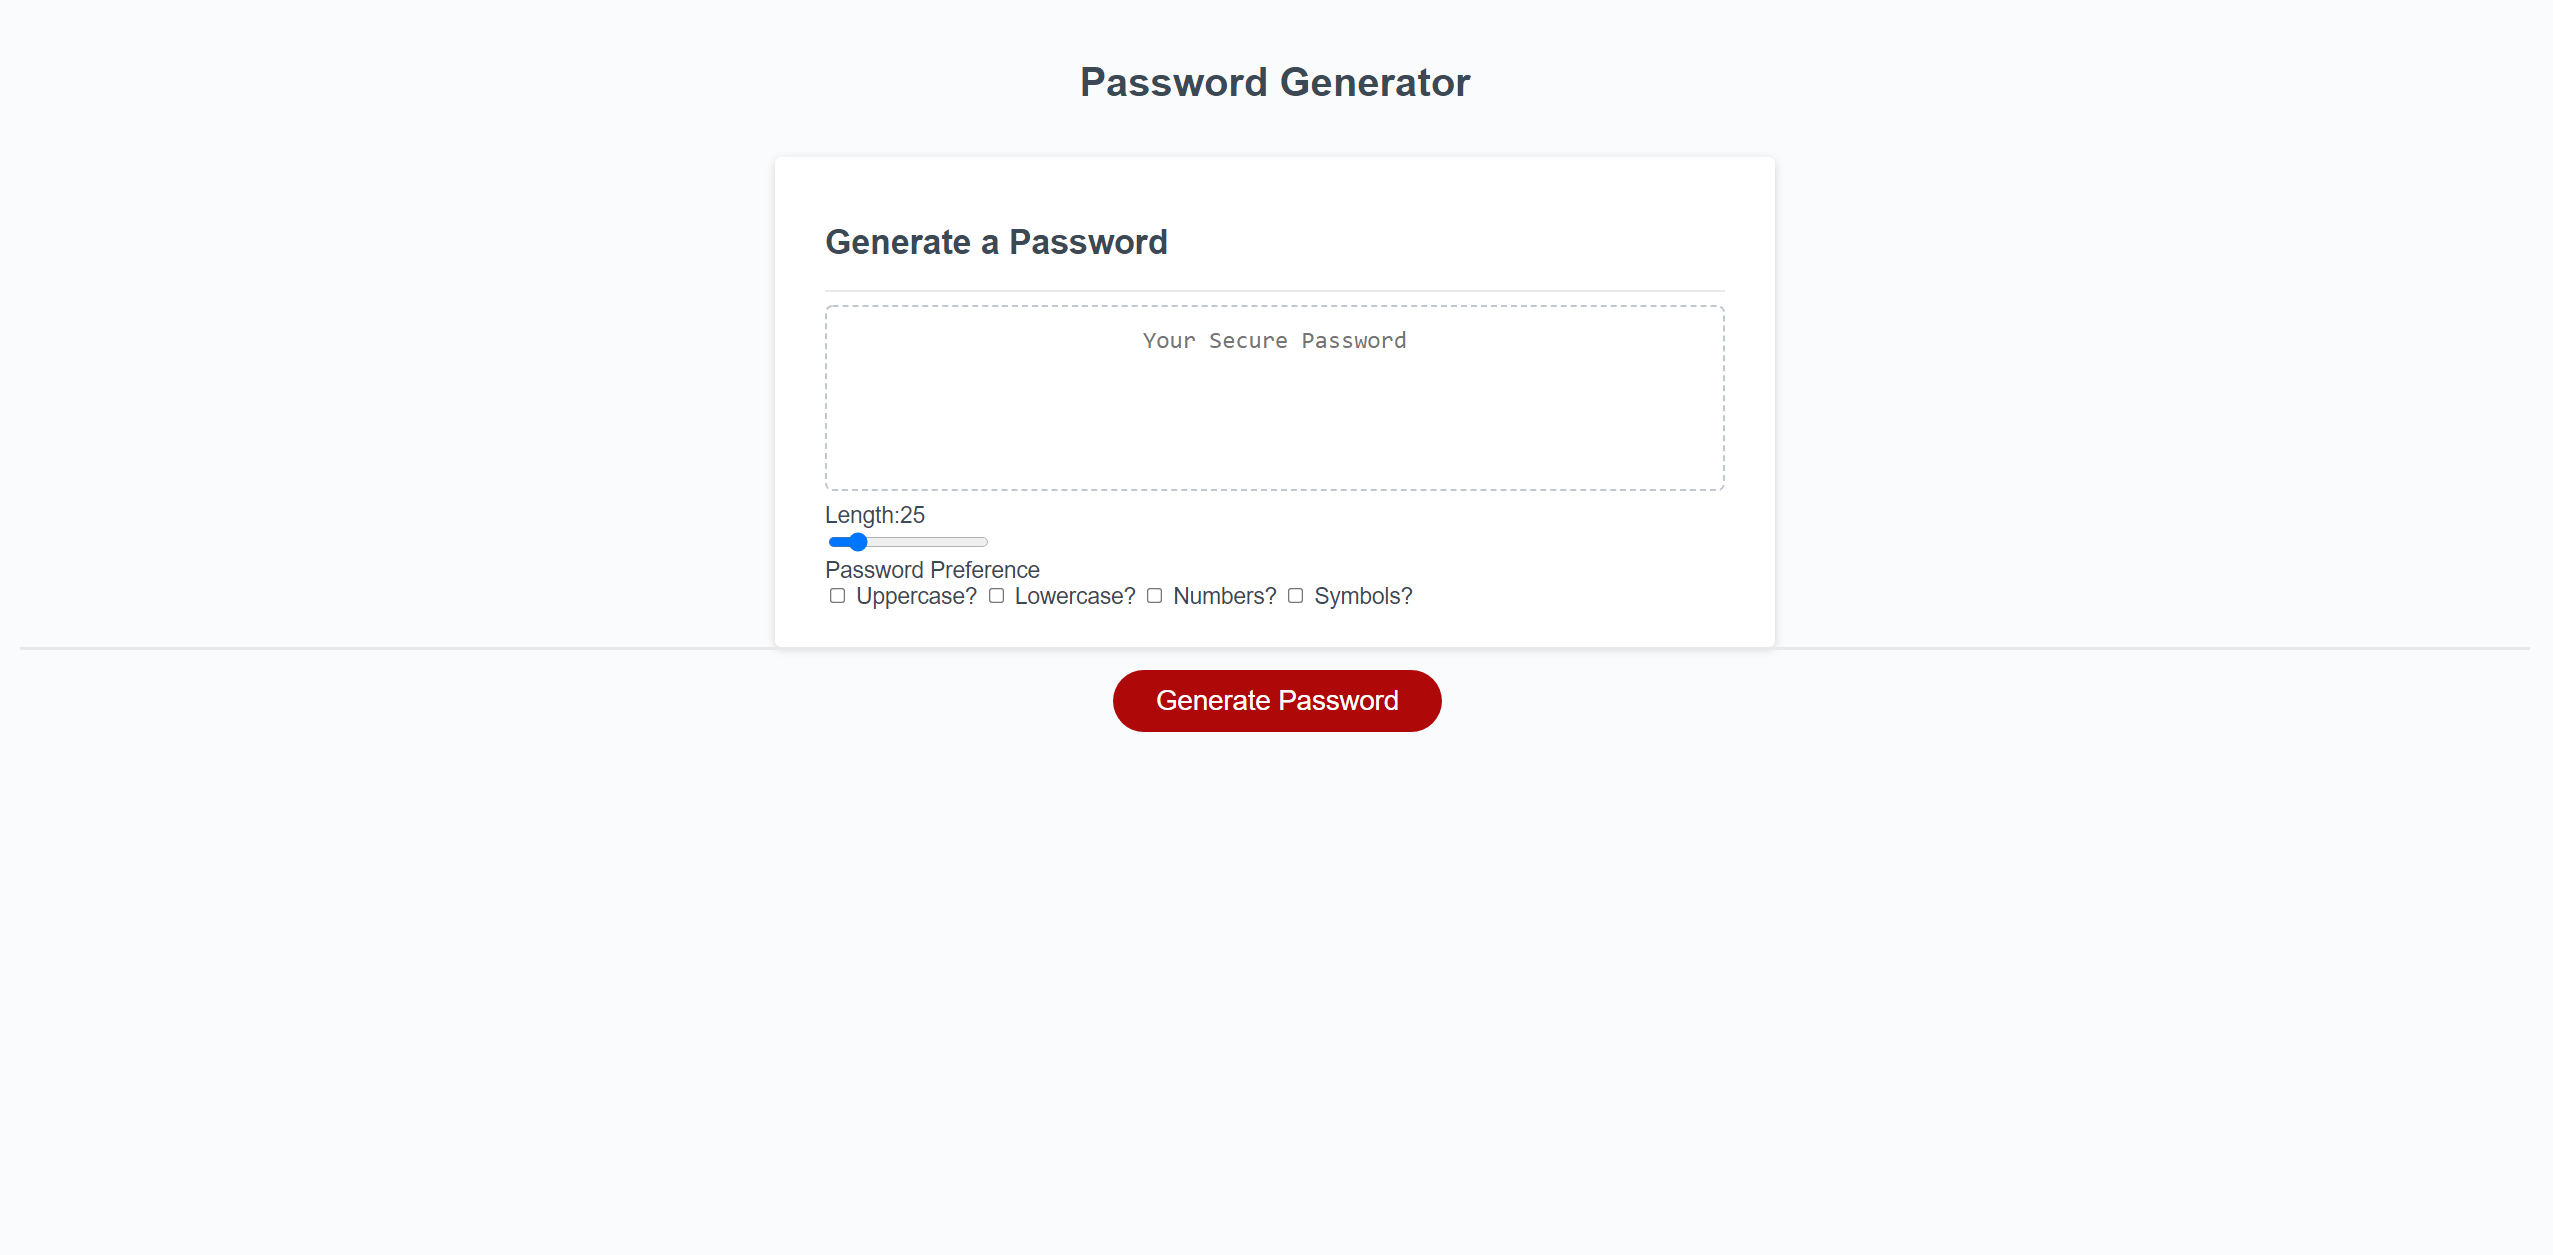 Password Generator
Generate a Password
Your Secure Password
Length:25
Password Preference
Uppercase? Lowercase? Numbers? Symbols?
Generate Password